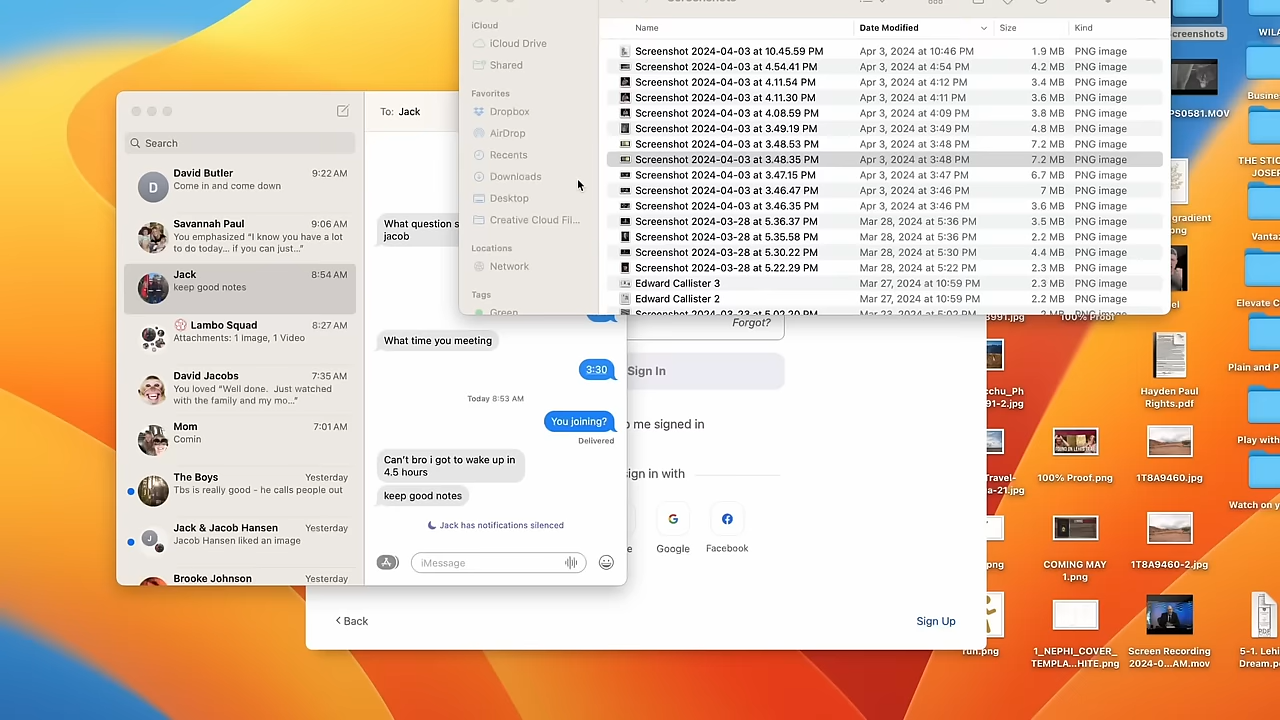 Search
David Butler
9:22 AM
Come in and come down
Savannah Paul
9:06 AM
You emphasized “I know you have a lot
to do today... if you can just...”
Jack
8:54 AM
keep good notes
Lambo Squad
8:27 AM
Attachments: 1 Image, 1 Video
David Jacobs
7:35 AM
You loved “Well done. Just watched
with the family and my mo...”
Mom
7:01 AM
Comin
The Boys
Yesterday
Tbs is really good - he calls people out
Jack & Jacob Hansen
Yesterday
Jacob Hansen liked an image
Brooke Johnson
Yesterday
To: Jack
What question s
jacob
What time you meeting
3:30
Today 8:53 AM
You joining?
Delivered
Can’t bro i got to wake up in
4.5 hours
keep good notes
Jack has notifications silenced
iMessage
iCloud
iCloud Drive
Shared
Favorites
Dropbox
AirDrop
Recents
Downloads
Desktop
Creative Cloud Fil...
Locations
Network
Tags
Green
Screenshots
Name Date Modified Size Kind
Screenshot 2024-04-03 at 10.45.59 PM Apr 3, 2024 at 10:46 PM 1.9 MB PNG image
Screenshot 2024-04-03 at 4.54.41 PM Apr 3, 2024 at 4:54 PM 4.2 MB PNG image
Screenshot 2024-04-03 at 4.11.54 PM Apr 3, 2024 at 4:12 PM 3.4 MB PNG image
Screenshot 2024-04-03 at 4.11.30 PM Apr 3, 2024 at 4:11 PM 3.6 MB PNG image
Screenshot 2024-04-03 at 4.08.59 PM Apr 3, 2024 at 4:09 PM 3.8 MB PNG image
Screenshot 2024-04-03 at 3.49.19 PM Apr 3, 2024 at 3:49 PM 4.8 MB PNG image
Screenshot 2024-04-03 at 3.48.53 PM Apr 3, 2024 at 3:48 PM 7.2 MB PNG image
Screenshot 2024-04-03 at 3.48.35 PM Apr 3, 2024 at 3:48 PM 7.2 MB PNG image
Screenshot 2024-04-03 at 3.47.15 PM Apr 3, 2024 at 3:47 PM 6.7 MB PNG image
Screenshot 2024-04-03 at 3.46.47 PM Apr 3, 2024 at 3:46 PM 7 MB PNG image
Screenshot 2024-04-03 at 3.46.35 PM Apr 3, 2024 at 3:46 PM 3.6 MB PNG image
Screenshot 2024-03-28 at 5.36.37 PM Mar 28, 2024 at 5:36 PM 3.5 MB PNG image
Screenshot 2024-03-28 at 5.35.58 PM Mar 28, 2024 at 5:36 PM 2.2 MB PNG image
Screenshot 2024-03-28 at 5.30.22 PM Mar 28, 2024 at 5:30 PM 4.4 MB PNG image
Screenshot 2024-03-28 at 5.22.29 PM Mar 28, 2024 at 5:22 PM 2.3 MB PNG image
Edward Callister 3 Mar 27, 2024 at 10:59 PM 2.3 MB PNG image
Edward Callister 2 Mar 27, 2024 at 10:59 PM 2.2 MB PNG image
Forgot?
Sign In
me signed in
ign in with
Google
Facebook
Back
Sign Up
creenshots
WILA
PS0581.MOV
Busines
THE STIC
JOSEP
gradient
ng
Vanta
el
Elevate C
8991.jpg
100% Proof
cchu_Ph
91-2.jpg
Hayden Paul
Rights.pdf
Plain and P
Travel-
a-21.jpg
100% Proof.png
1T8A9460.jpg
Play with
Watch on y
png
COMING MAY
1.png
1T8A9460-2.jpg
run.png
1_NEPHI_COVER_
TEMPLA...HITE.png
Screen Recording
2024-0...AM.mov
PDF
5-1. Lehi
Dream.p